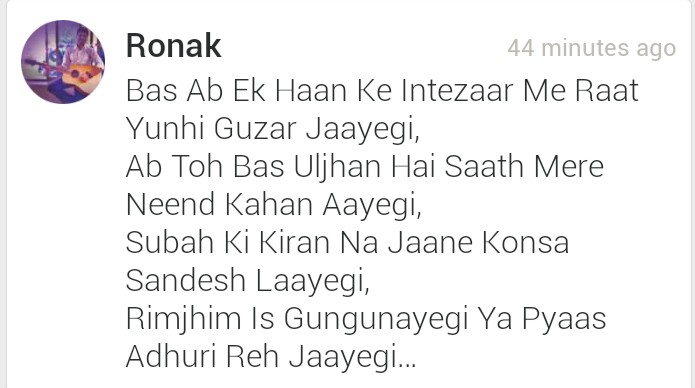 Ronak
44 minutes ago
Bas Ab Ek Haan Ke Intezaar Me Raat
Yunhi Guzar Jaayegi,
Ab Toh Bas Uljhan Hai Saath Mere
Neend Kahan Aayegi,
Subah Ki Kiran Na Jaane Konsa
Sandesh Laayegi,
Rimjhim Is Gungunayegi Ya Pyaas
Adhuri Reh Jaayegi...